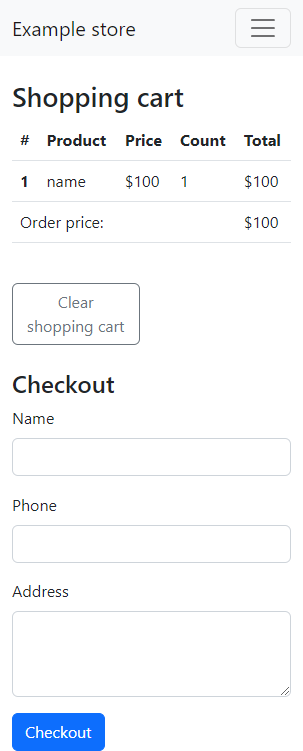 Example store
Shopping cart
# Product Price Count Total
1 name $100 1 $100
Order price: $100
Clear
shopping cart
Checkout
Name
Phone
Address
Checkout